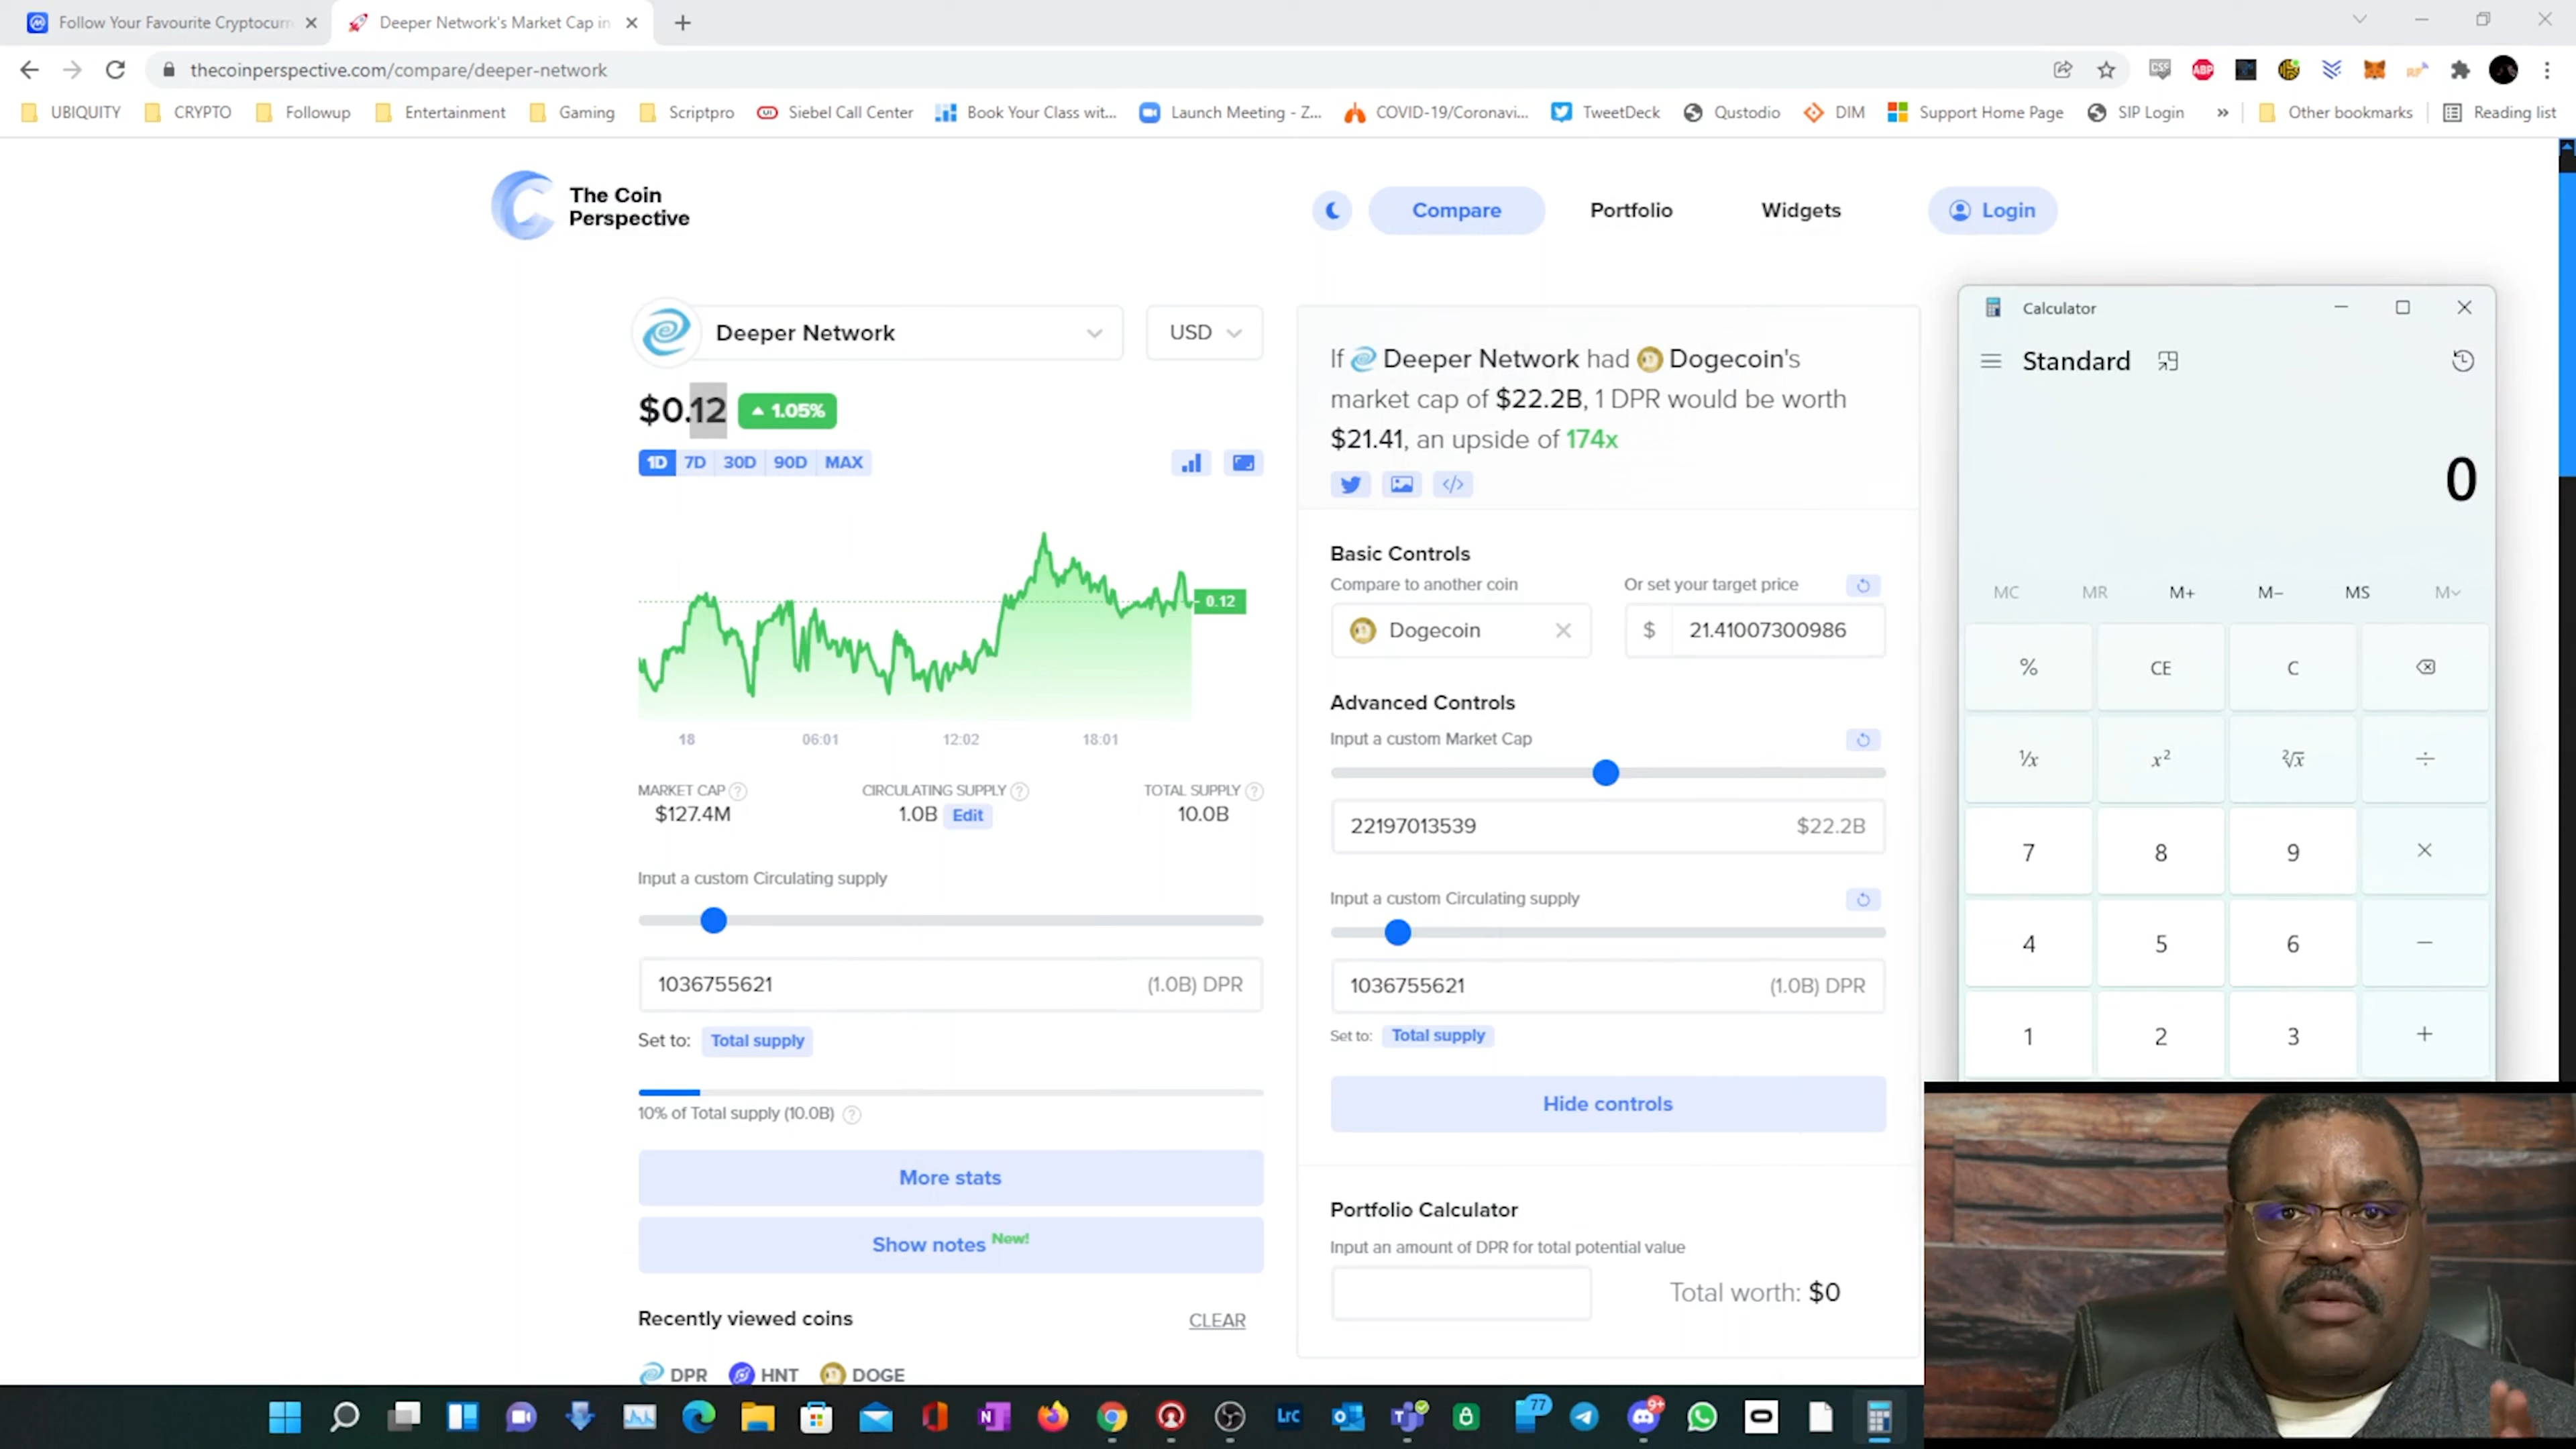 Follow Your Favourite Cryptocurr
Deeper Network's Market Cap in
thecoinperspective.com/compare/deeper-network
CSS
ABP
UBIQUITY
CRYPTO
Followup
Entertainment
Gaming
Scriptpro
Siebel Call Center
Book Your Class wit...
Launch Meeting - Z...
COVID-19/Coronavi...
TweetDeck
Qustodio
DIM
Support Home Page
SIP Login
»
Other bookmarks
Reading list
The Coin
Perspective
Compare
Portfolio
Widgets
Login
Deeper Network
USD
$0.12
1.05%
1D 7D 30D 90D MAX
0.12
18 06:01 12:02 18:01
MARKET CAP ?
$127.4M
CIRCULATING SUPPLY ?
1.0B Edit
TOTAL SUPPLY ?
10.0B
Input a custom Circulating supply
1036755621 (1.0B) DPR
Set to: Total supply
10% of Total supply (10.0B) ?
More stats
Show notes New!
Recently viewed coins CLEAR
DPR HNT DOGE
If Deeper Network had Dogecoin's
market cap of $22.2B, 1 DPR would be worth
$21.41, an upside of 174x
</>
Basic Controls
Compare to another coin
Dogecoin
Or set your target price
$ 21.41007300986
Advanced Controls
Input a custom Market Cap
22197013539 $22.2B
Input a custom Circulating supply
1036755621 (1.0B) DPR
Set to: Total supply
Hide controls
Portfolio Calculator
Input an amount of DPR for total potential value
Total worth: $0
Calculator
Standard
0
MC MR M+ M− MS M
% CE C
1/x x² ²√x ÷
7 8 9 ×
4 5 6 −
1 2 3 +
N
Lrc
77
9+